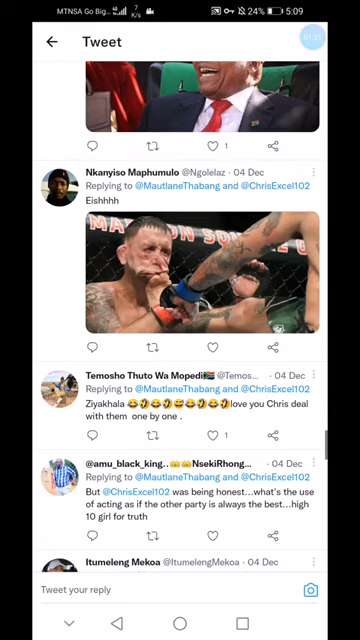 MTNSA Go Big...
7
K/s
24%
5:09
Tweet
01:31
1
Nkanyiso Maphumulo @Ngolelaz · 04 Dec
Replying to @MautlaneThabang and @ChrisExcel102
Eishhhh
Temosho Thuto Wa Mopedi🇿🇦 @Temos... · 04 Dec
Replying to @MautlaneThabang and @ChrisExcel102
Ziyakhala 😂🤣😂🤣😅🤣😂🤣😂🤣love you Chris deal
with them one by one .
1
@amu_black_king..👑👑NsekiRhong... · 04 Dec
Replying to @MautlaneThabang and @ChrisExcel102
But @ChrisExcel102 was being honest...what's the use
of acting as if the other party is always the best...high
10 girl for truth
Itumeleng Mekoa @ItumelengMekoa · 04 Dec
Tweet your reply